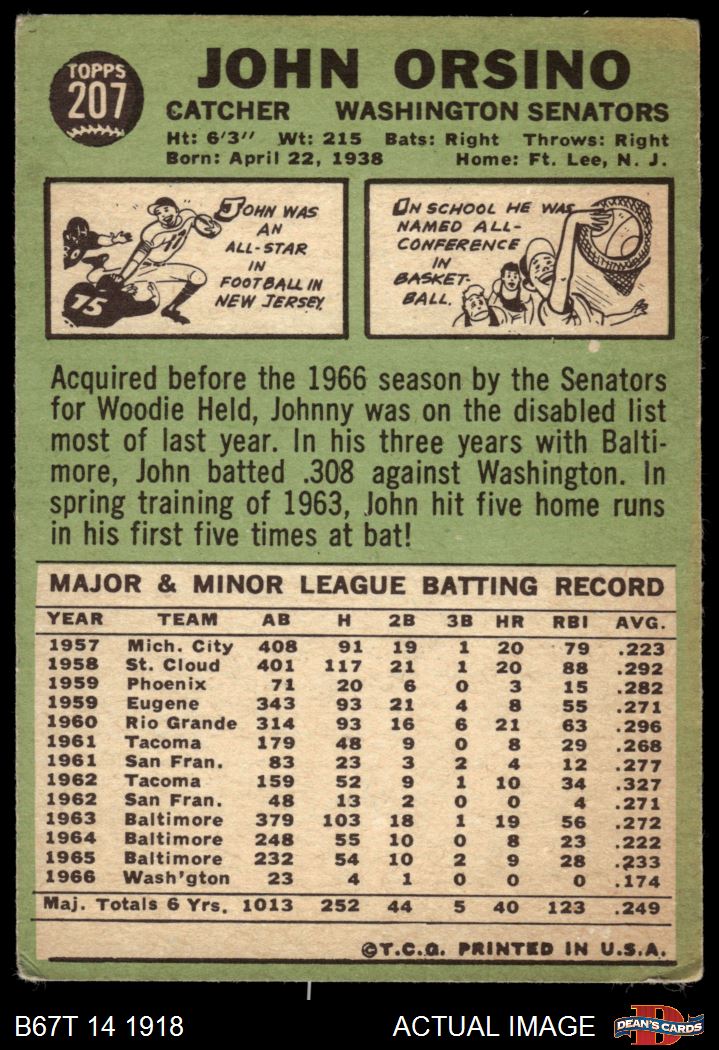 TOPPS
207
JOHN ORSINO
CATCHER WASHINGTON SENATORS
Ht: 6'3" Wt: 215 Bats: Right Throws: Right
Born: April 22, 1938 Home: Ft. Lee, N. J.
JOHN WAS
AN
ALL-STAR
IN
FOOTBALL IN
NEW JERSEY.
15
IN SCHOOL HE WAS
NAMED ALL-
CONFERENCE
IN
BASKET-
BALL.
Acquired before the 1966 season by the Senators
for Woodie Held, Johnny was on the disabled list
most of last year. In his three years with Balti-
more, John batted .308 against Washington. In
spring training of 1963, John hit five home runs
in his first five times at bat!
MAJOR & MINOR LEAGUE BATTING RECORD
YEAR TEAM AB H 2B 3B HR RBI AVG.
1957 Mich. City 408 91 19 1 20 79 .223
1958 St. Cloud 401 117 21 1 20 88 .292
1959 Phoenix 71 20 6 0 3 15 .282
1959 Eugene 343 93 21 4 8 55 .271
1960 Rio Grande 314 93 16 6 21 63 .296
1961 Tacoma 179 48 9 0 8 29 .268
1961 San Fran. 83 23 3 2 4 12 .277
1962 Tacoma 159 52 9 1 10 34 .327
1962 San Fran. 48 13 2 0 0 4 .271
1963 Baltimore 379 103 18 1 19 56 .272
1964 Baltimore 248 55 10 0 8 23 .222
1965 Baltimore 232 54 10 2 9 28 .233
1966 Wash'gton 23 4 1 0 0 0 .174
Maj. Totals 6 Yrs. 1013 252 44 5 40 123 .249
©T.C.G. PRINTED IN U.S.A.
B67T 14 1918 ACTUAL IMAGE DEAN'S CARDS